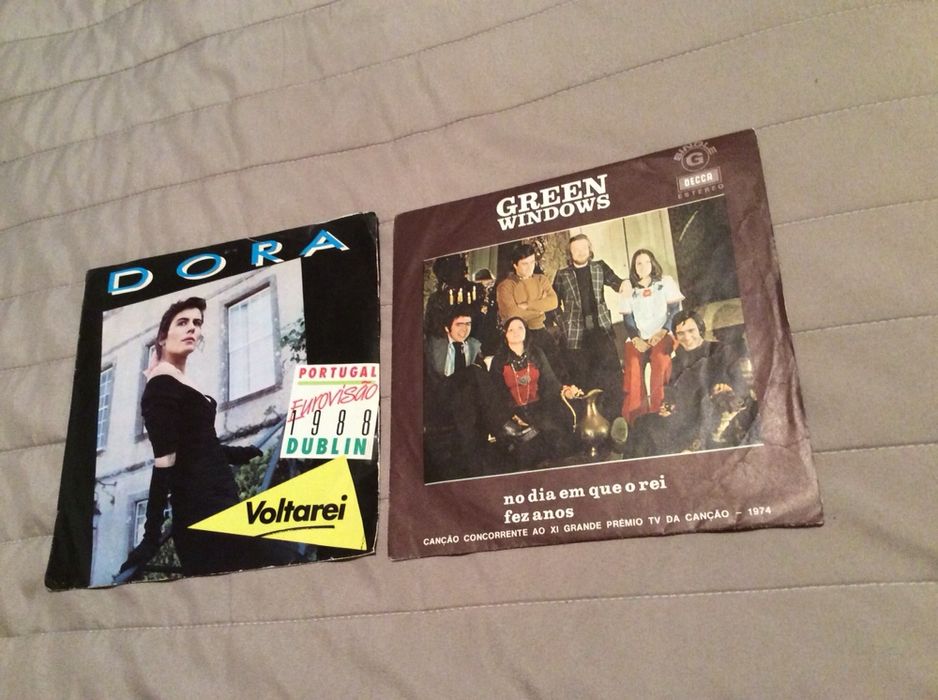 DORA
PORTUGAL
Eurovisão
1988
DUBLIN
Voltarei
GREEN
WINDOWS
SINGLE
G
DECCA
ESTEREO
no dia em que o rei
fez anos
CANÇÃO CONCORRENTE AO XI GRANDE PRÉMIO TV DA CANÇÃO – 1974